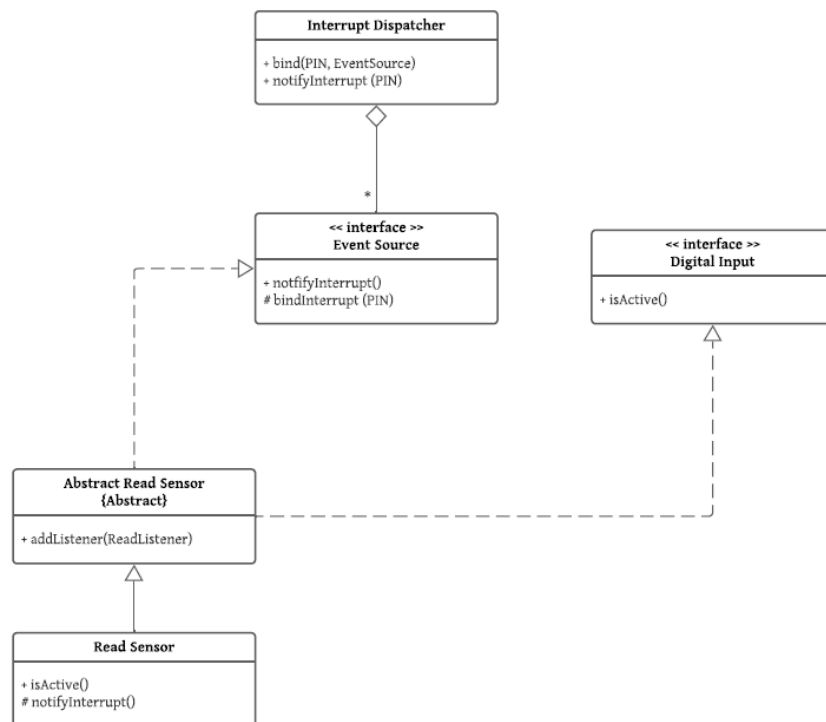 Interrupt Dispatcher
+ bind(PIN, EventSource)
+ notifyInterrupt (PIN)
*
<< interface >>
Event Source
+ notfifyInterrupt()
# bindInterrupt (PIN)
<< interface >>
Digital Input
+ isActive()
Abstract Read Sensor
{Abstract}
+ addListener(ReadListener)
Read Sensor
+ isActive()
# notifyInterrupt()